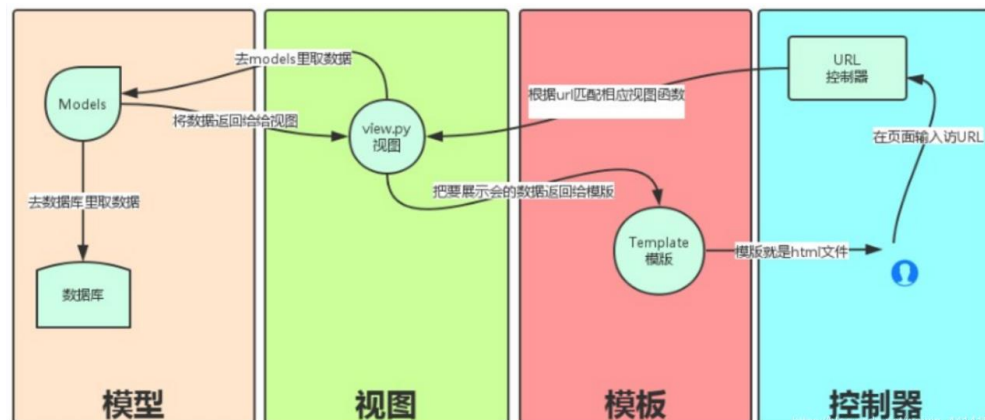 去models里取数据
Models
将数据返回给给视图
去数据库里取数据
数据库
模型
view.py
视图
视图
根据url匹配相应视图函数
把要展示会的数据返回给模版
Template
模版
模版就是html文件
模板
URL
控制器
在页面输入访URL
控制器